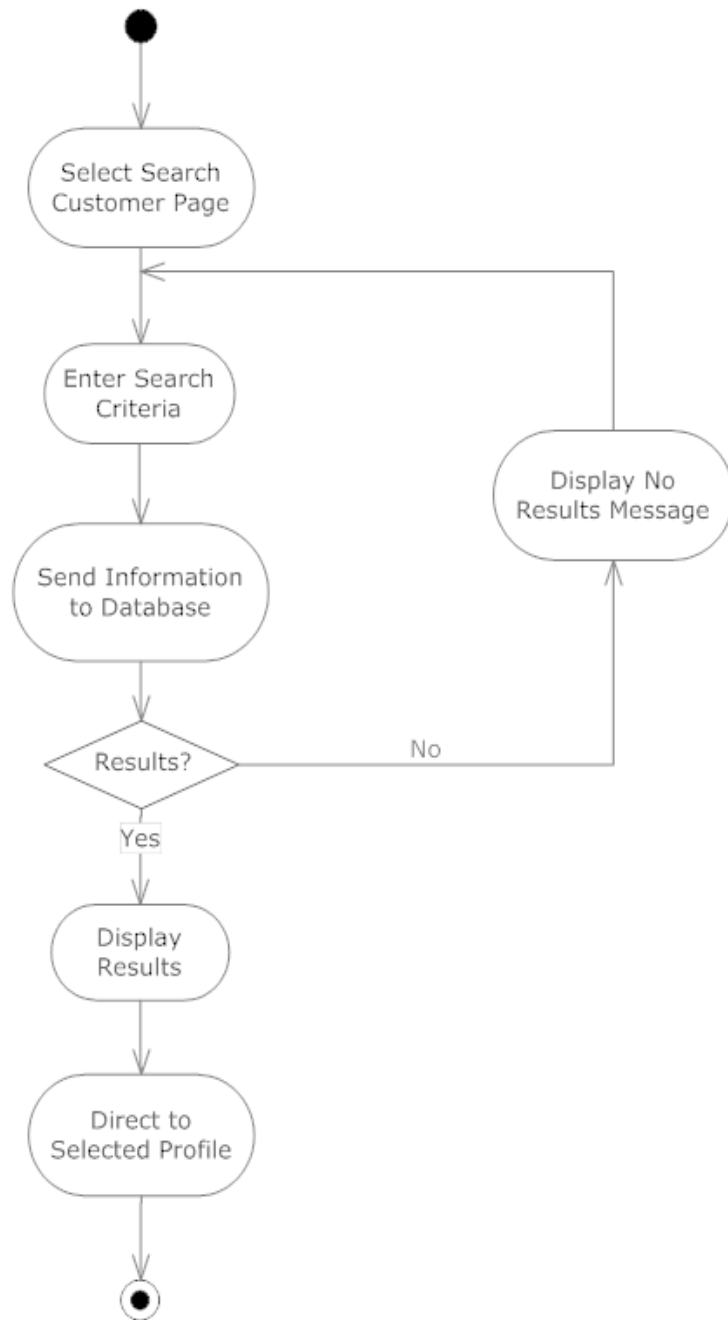 Select Search
Customer Page
Enter Search
Criteria
Display No
Results Message
Send Information
to Database
Results?
No
Yes
Display
Results
Direct to
Selected Profile